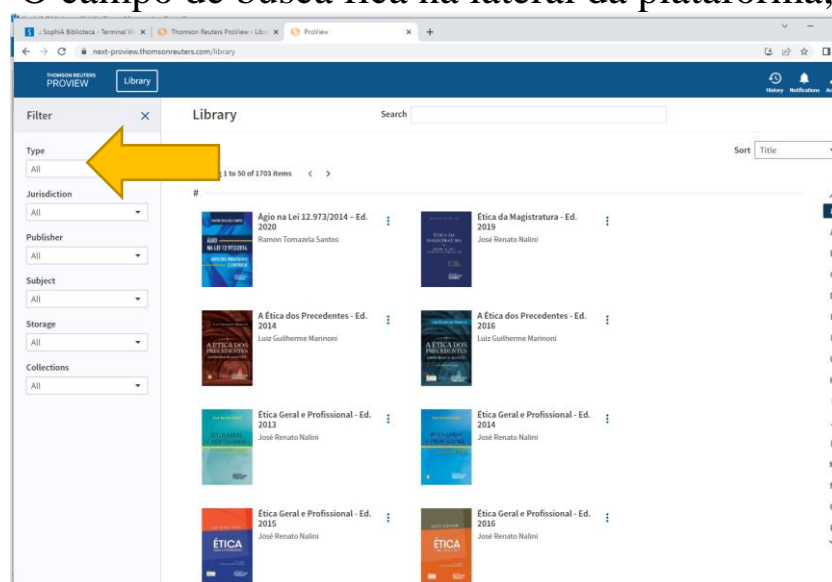 O campo de busca fica na lateral da plataforma,
SophiA Biblioteca - Terminal W
Thomson Reuters ProView - Libr
ProView
next-proview.thomsonreuters.com/library
THOMSON REUTERS
PROVIEW
Library
History
Notifications
Filter
Library
Search
Type
All
Sort
Title
1 to 50 of 1703 items
Jurisdiction
All
#
Ágio na Lei 12.973/2014 – Ed.
2020
Ramon Tomazela Santos
Ética da Magistratura - Ed.
2019
José Renato Nalini
Publisher
All
Subject
All
Storage
All
A Ética dos Precedentes - Ed.
2014
Luiz Guilherme Marinoni
A Ética dos Precedentes - Ed.
2016
Luiz Guilherme Marinoni
A ÉTICA DOS
PRECEDENTES
A ÉTICA DOS
PRECEDENTES
Collections
All
Ética Geral e Profissional - Ed.
2013
José Renato Nalini
Ética Geral e Profissional - Ed.
2014
José Renato Nalini
Ética Geral e Profissional - Ed.
2015
José Renato Nalini
Ética Geral e Profissional - Ed.
2016
José Renato Nalini
ÉTICA
ÉTICA